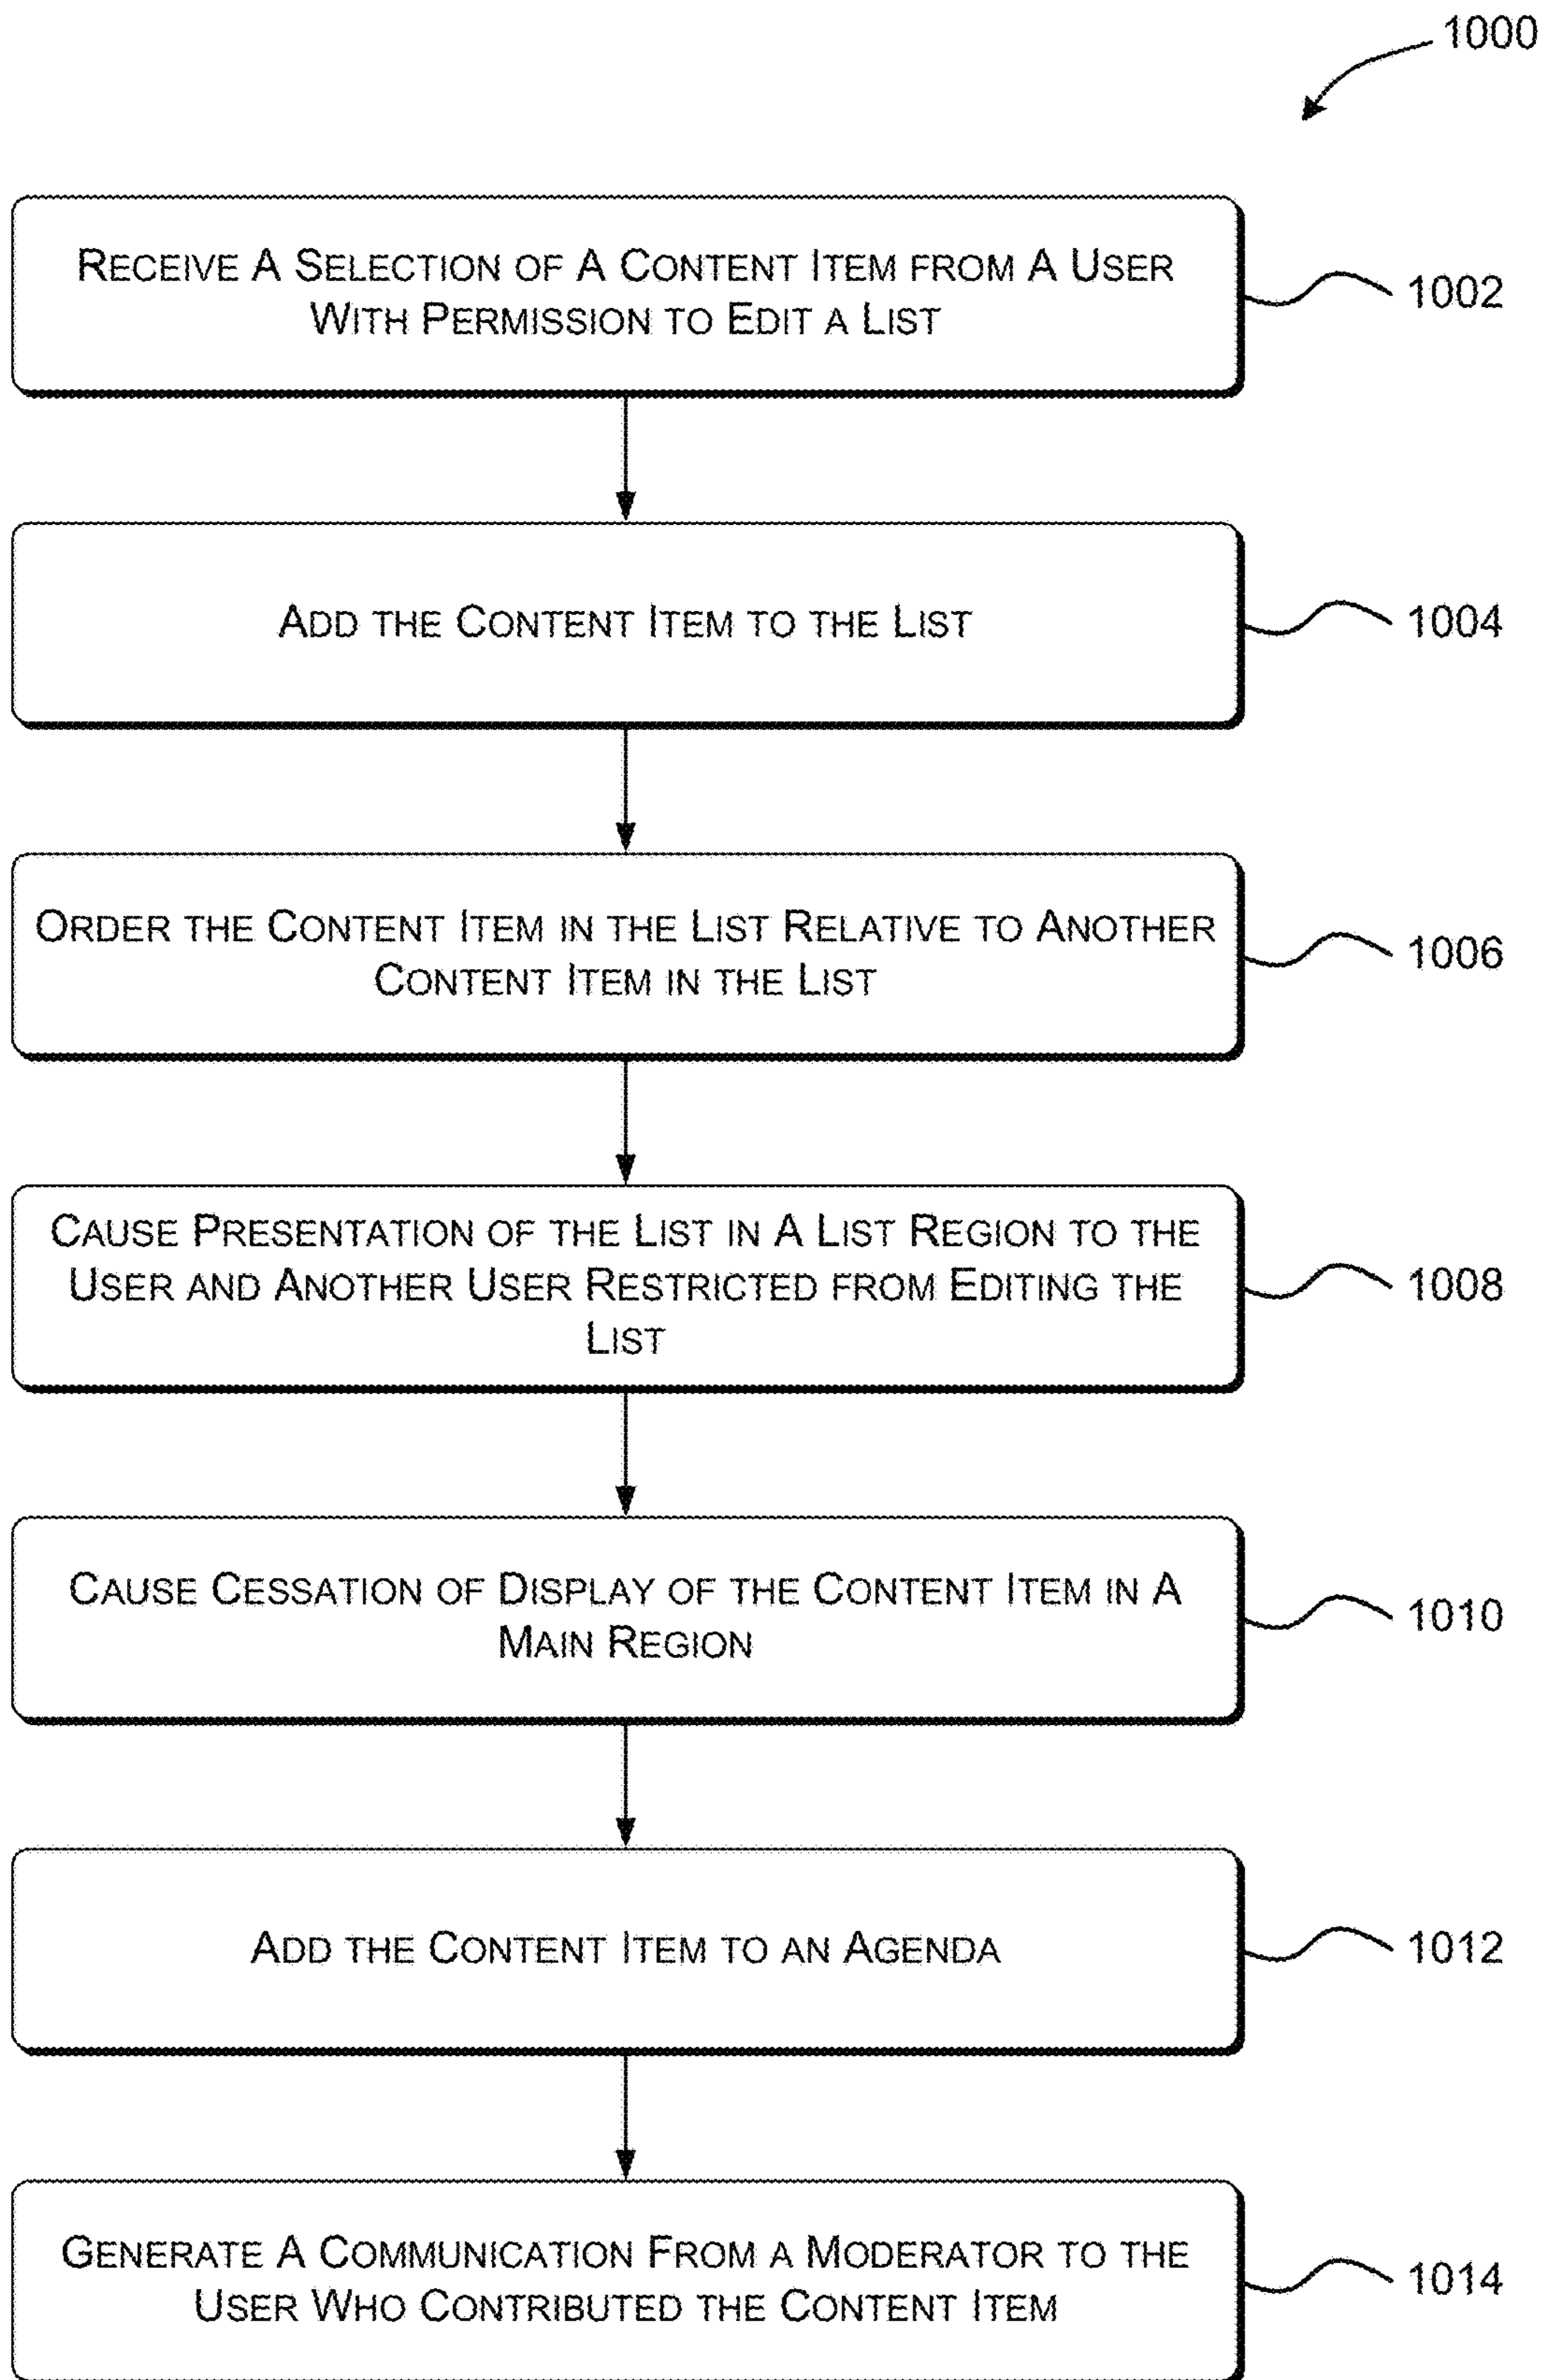 1000
RECEIVE A SELECTION OF A CONTENT ITEM FROM A USER
WITH PERMISSION TO EDIT A LIST
1002
ADD THE CONTENT ITEM TO THE LIST
1004
ORDER THE CONTENT ITEM IN THE LIST RELATIVE TO ANOTHER
CONTENT ITEM IN THE LIST
1006
CAUSE PRESENTATION OF THE LIST IN A LIST REGION TO THE
USER AND ANOTHER USER RESTRICTED FROM EDITING THE
LIST
1008
CAUSE CESSATION OF DISPLAY OF THE CONTENT ITEM IN A
MAIN REGION
1010
ADD THE CONTENT ITEM TO AN AGENDA
1012
GENERATE A COMMUNICATION FROM A MODERATOR TO THE
USER WHO CONTRIBUTED THE CONTENT ITEM
1014